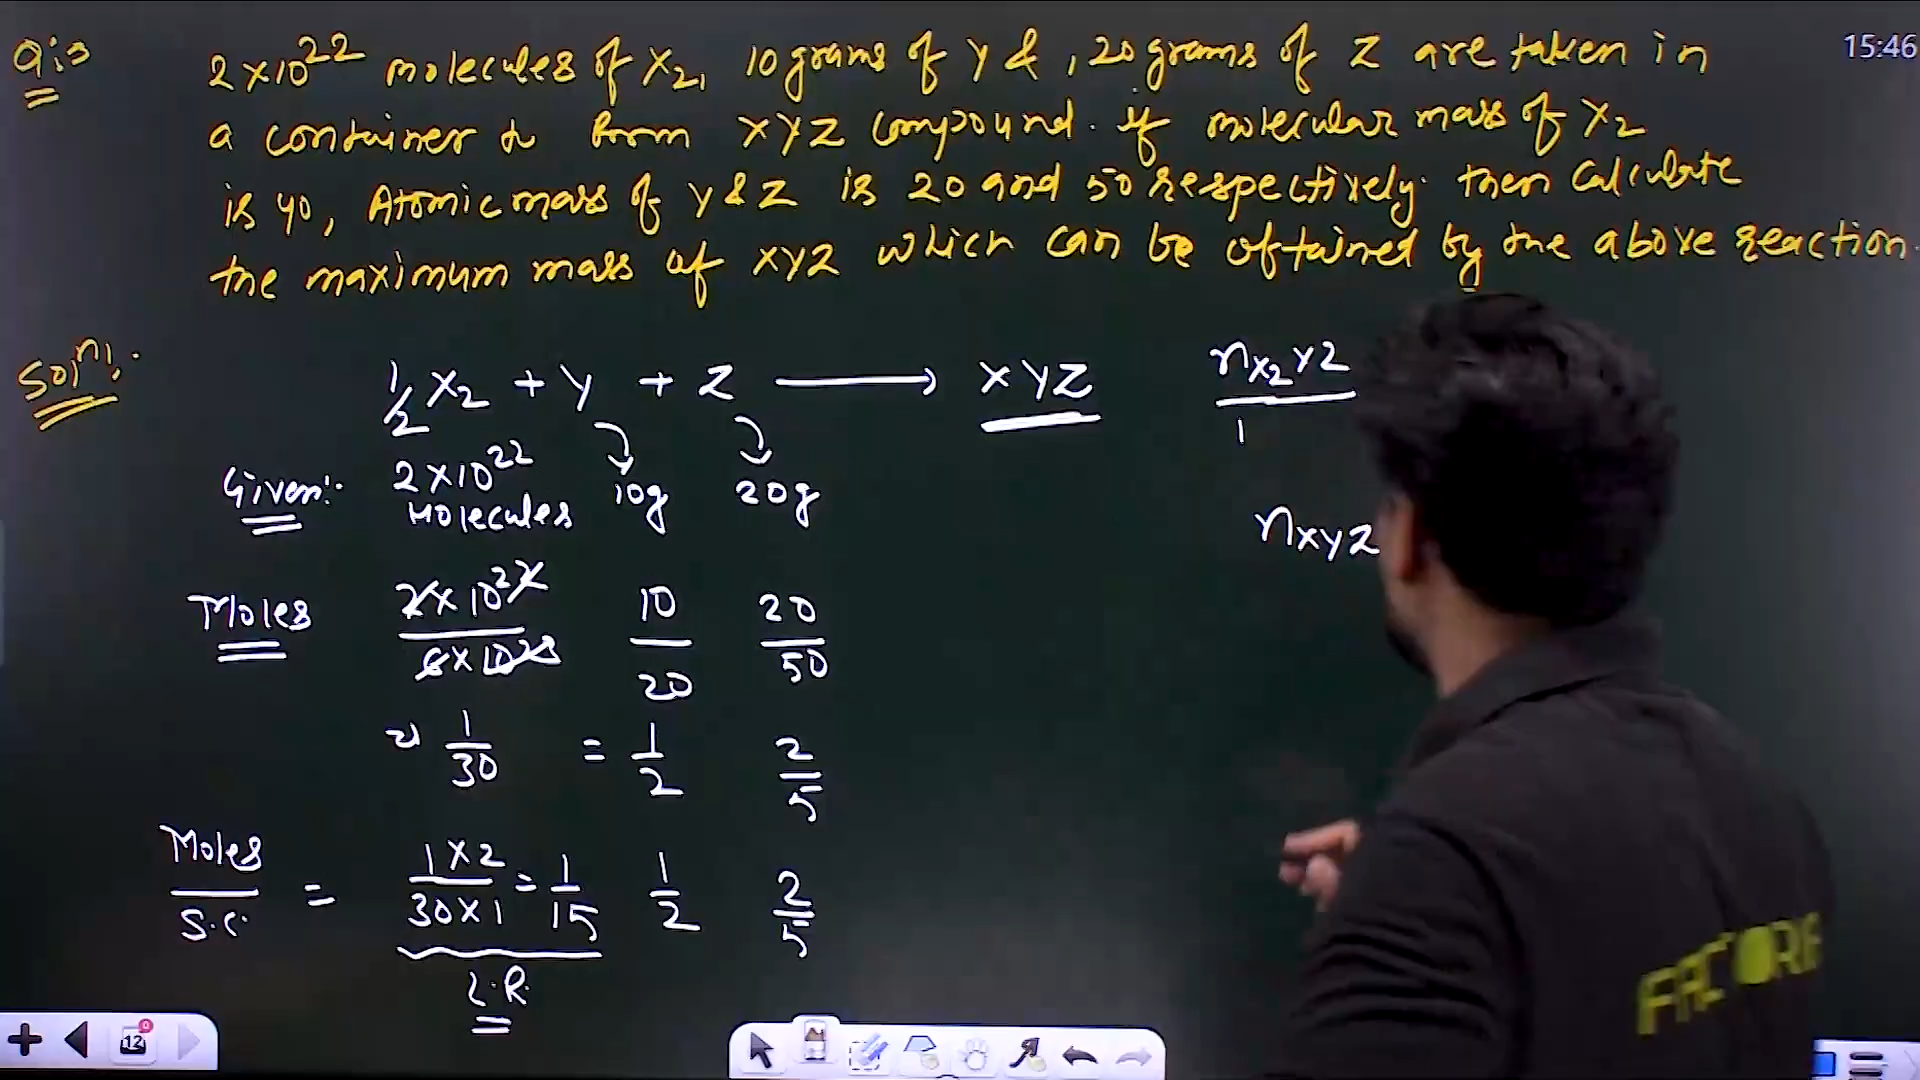 Q:3
2×10²² molecules of X₂, 10 grams of Y &, 20 grams of Z are taken in
a container to form XYZ compound. if molecular mass of X₂
is 40, Atomic mass of Y & Z is 20 and 50 respectively. then calculate
the maximum mass of XYZ which can be obtained by the above reaction.
15:46
Solⁿ:
1/2 X₂ + Y + Z ⟶ XYZ
nX₂ × 2
1
Given:- 2×10²² Molecules 10g 20g
nXYZ
Moles 2×10²²/6×10²³ 10/20 20/50
⇒ 1/30 = 1/2 2/5
Moles/S.C. = 1×2/30×1 = 1/15 1/2 2/5
L.R.
12
0